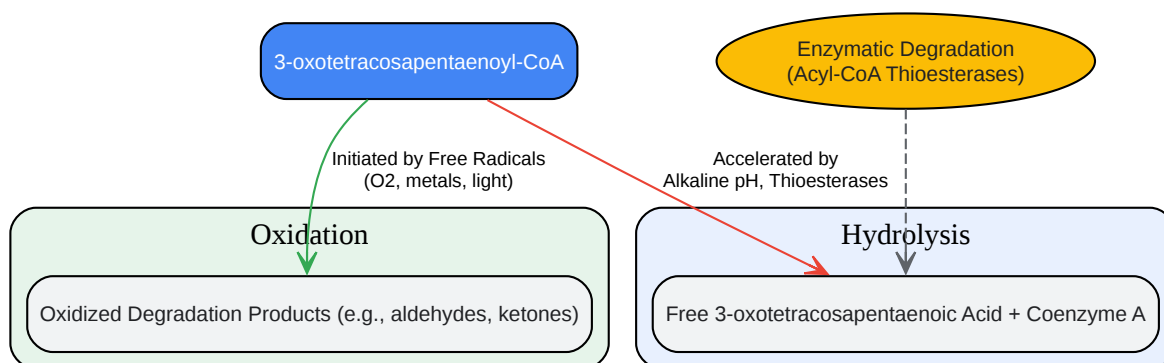 3-oxotetracosapentaenoyl-CoA
Enzymatic Degradation
(Acyl-CoA Thioesterases)
Initiated by Free Radicals
(O2, metals, light)
Accelerated by
Alkaline pH, Thioesterases
Oxidation
Hydrolysis
Oxidized Degradation Products (e.g., aldehydes, ketones)
Free 3-oxotetracosapentaenoic Acid + Coenzyme A